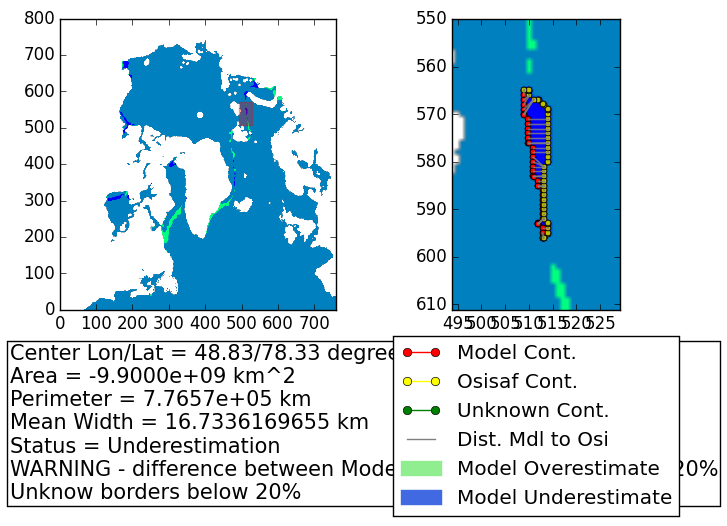 800
700
600
500
400
300
200
100
0
0 100 200 300 400 500 600 700
550
560
570
580
590
600
610
495 500 505 510 515 520 525
Center Lon/Lat = 48.83/78.33
Area = -9.9000e+09 km^2
Perimeter = 7.7657e+05 km
Mean Width = 16.7336169655 km
Status = Underestimation
WARNING - difference between 20%
Unknow borders below 20%
Model Cont.
Osisaf Cont.
Unknown Cont.
Dist. Mdl to Osi
Model Overestimate
Model Underestimate